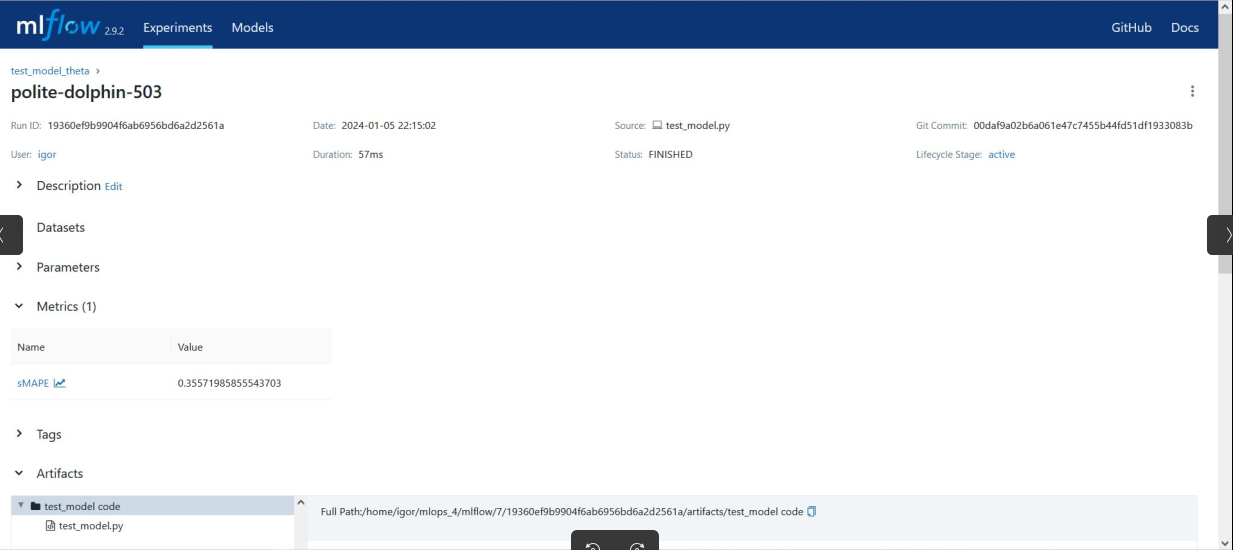 mlflow 2.9.2 Experiments Models GitHub Docs
test_model_theta ›
polite-dolphin-503
Run ID: 19360ef9b9904f6ab6956bd6a2d2561a Date: 2024-01-05 22:15:02 Source: test_model.py Git Commit: 00daf9a02b6a061e47c7455b44fd51df1933083b
User: igor Duration: 57ms Status: FINISHED Lifecycle Stage: active
Description Edit
Datasets
Parameters
Metrics (1)
Name Value
sMAPE 0.35571985855543703
Tags
Artifacts
test_model code
Full Path:/home/igor/mlops_4/mlflow/7/19360ef9b9904f6ab6956bd6a2d2561a/artifacts/test_model code
test_model.py